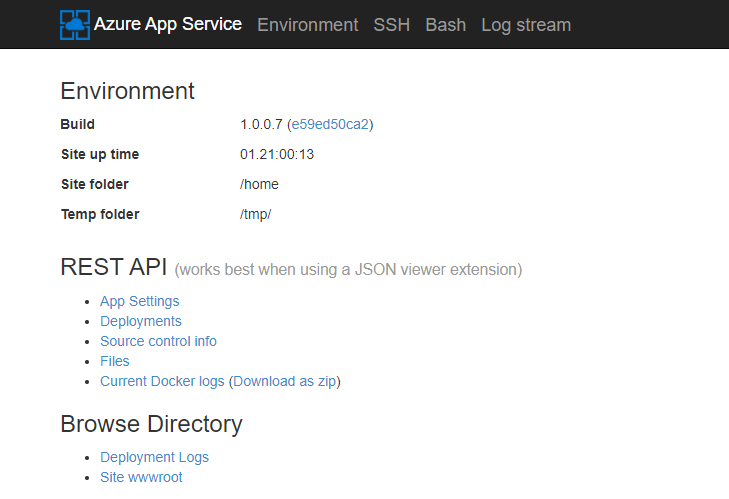 Azure App Service Environment SSH Bash Log stream
Environment
Build 1.0.0.7 (e59ed50ca2)
Site up time 01.21:00:13
Site folder /home
Temp folder /tmp/
REST API (works best when using a JSON viewer extension)
App Settings
Deployments
Source control info
Files
Current Docker logs (Download as zip)
Browse Directory
Deployment Logs
Site wwwroot